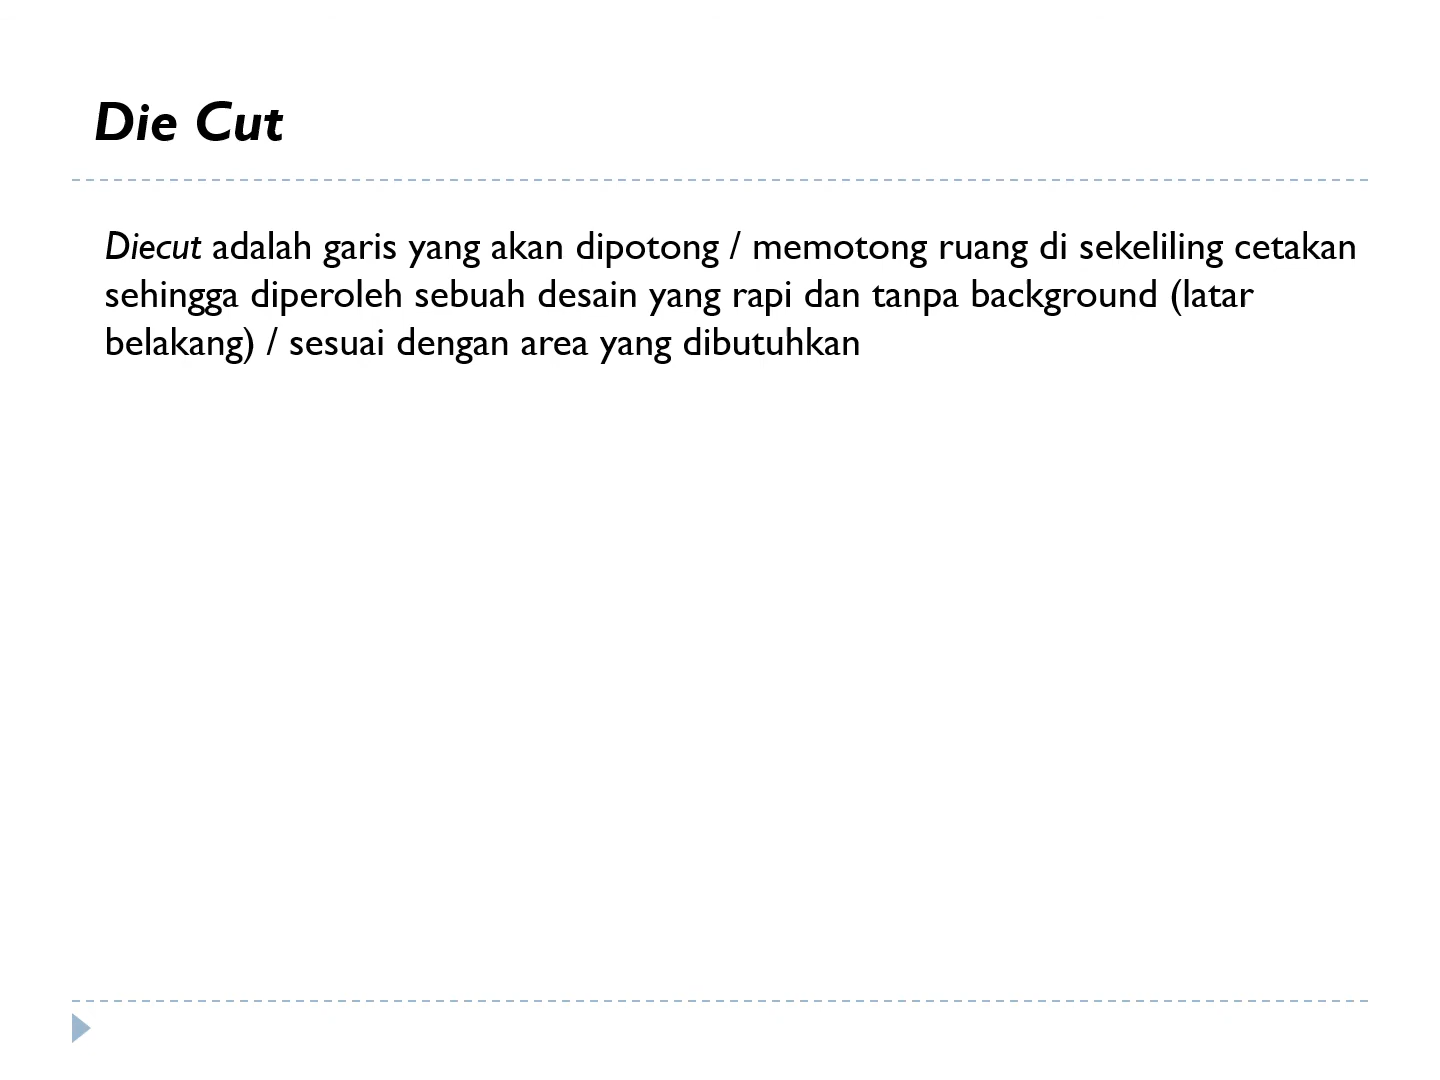 Die Cut
Diecut adalah garis yang akan dipotong / memotong ruang di sekeliling cetakan
sehingga diperoleh sebuah desain yang rapi dan tanpa background (latar
belakang) / sesuai dengan area yang dibutuhkan